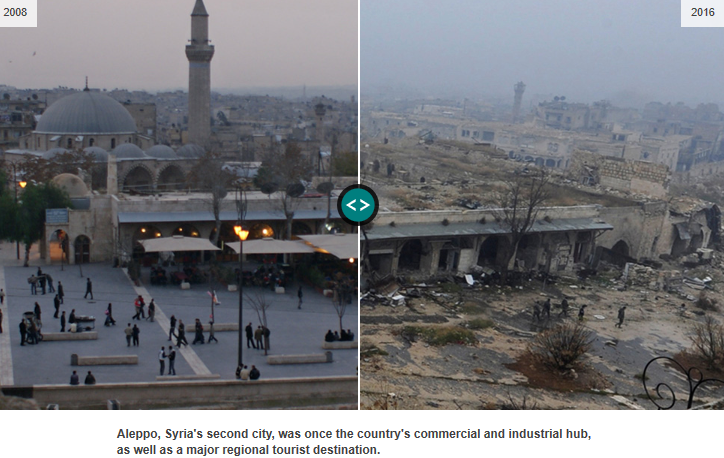 2008
2016
<>
Aleppo, Syria's second city, was once the country's commercial and industrial hub,
as well as a major regional tourist destination.